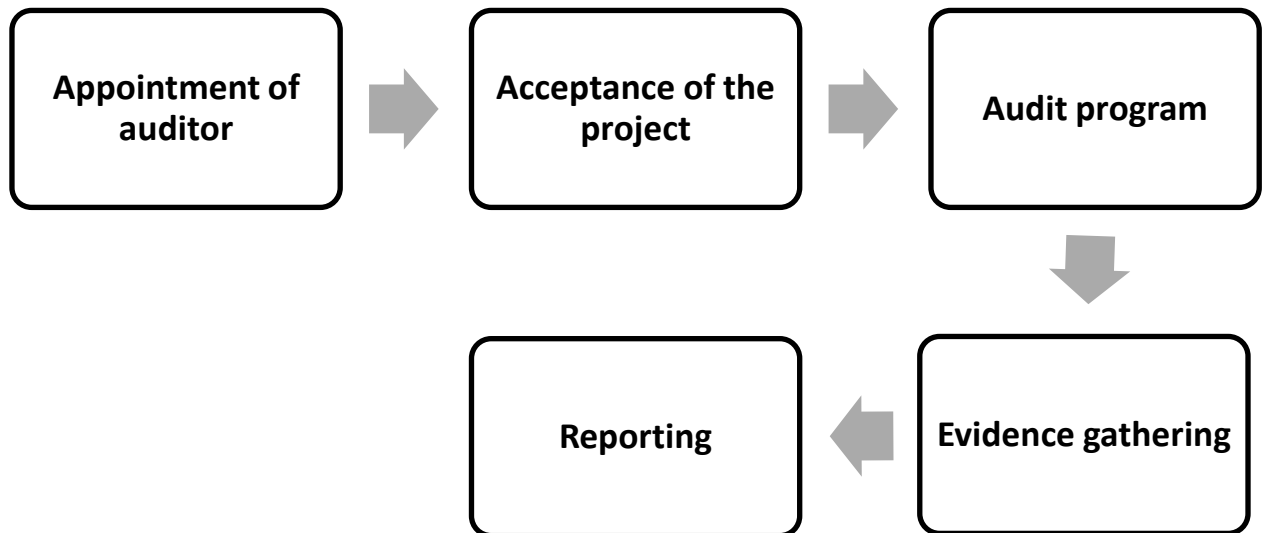 Appointment of
auditor
Acceptance of the
project
Audit program
Evidence gathering
Reporting